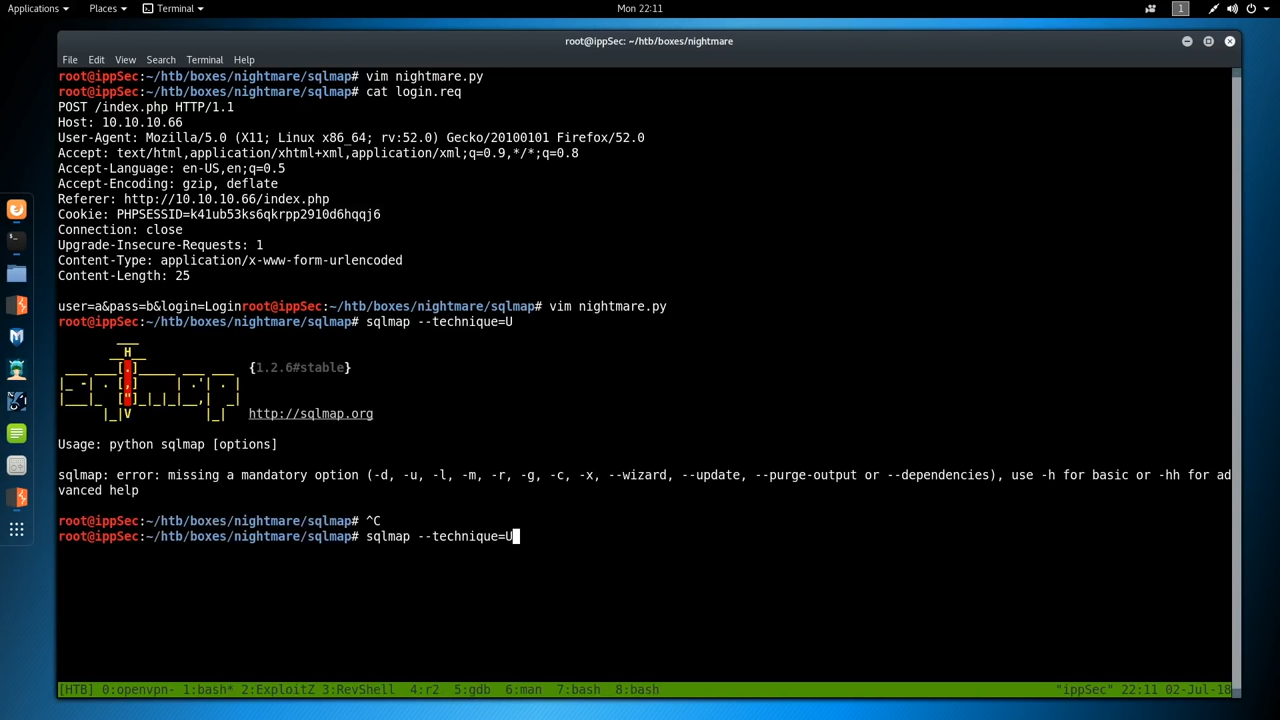 Applications Places Terminal Mon 22:11 1
root@ippSec: ~/htb/boxes/nightmare
File Edit View Search Terminal Help
root@ippSec:~/htb/boxes/nightmare/sqlmap# vim nightmare.py
root@ippSec:~/htb/boxes/nightmare/sqlmap# cat login.req
POST /index.php HTTP/1.1
Host: 10.10.10.66
User-Agent: Mozilla/5.0 (X11; Linux x86_64; rv:52.0) Gecko/20100101 Firefox/52.0
Accept: text/html,application/xhtml+xml,application/xml;q=0.9,*/*;q=0.8
Accept-Language: en-US,en;q=0.5
Accept-Encoding: gzip, deflate
Referer: http://10.10.10.66/index.php
Cookie: PHPSESSID=k41ub53ks6qkrpp2910d6hqqj6
Connection: close
Upgrade-Insecure-Requests: 1
Content-Type: application/x-www-form-urlencoded
Content-Length: 25
user=a&pass=b&login=Loginroot@ippSec:~/htb/boxes/nightmare/sqlmap# vim nightmare.py
root@ippSec:~/htb/boxes/nightmare/sqlmap# sqlmap --technique=U
        ___
       __H__
 ___ ___[.]_____ ___ ___  {1.2.6#stable}
|_ -| . [,]     | .'| . |
|___|_  ["]_|_|_|__,|  _|
      |_|V          |_|   http://sqlmap.org
Usage: python sqlmap [options]
sqlmap: error: missing a mandatory option (-d, -u, -l, -m, -r, -g, -c, -x, --wizard, --update, --purge-output or --dependencies), use -h for basic or -hh for ad
vanced help
root@ippSec:~/htb/boxes/nightmare/sqlmap# ^C
root@ippSec:~/htb/boxes/nightmare/sqlmap# sqlmap --technique=U
[HTB] 0:openvpn- 1:bash* 2:ExploitZ 3:RevShell 4:r2 5:gdb 6:man 7:bash 8:bash "ippSec" 22:11 02-Jul-18